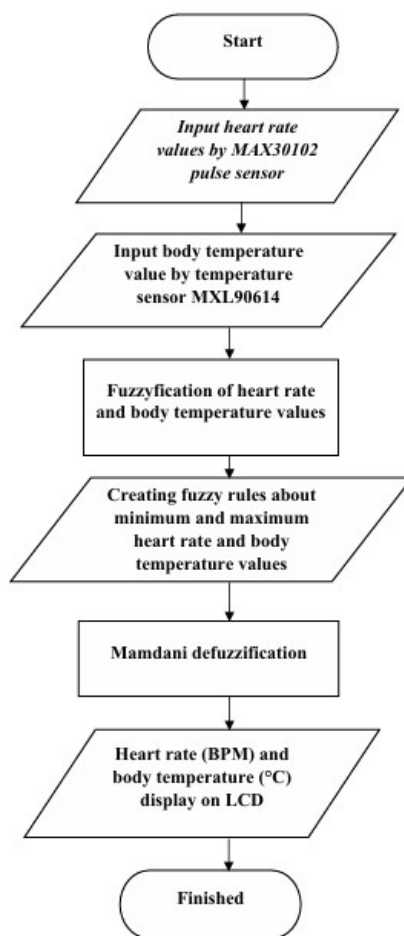 Start
Input heart rate
values by MAX30102
pulse sensor
Input body temperature
value by temperature
sensor MXL90614
Fuzzyfication of heart rate
and body temperature values
Creating fuzzy rules about
minimum and maximum
heart rate and body
temperature values
Mamdani defuzzification
Heart rate (BPM) and
body temperature (°C)
display on LCD
Finished